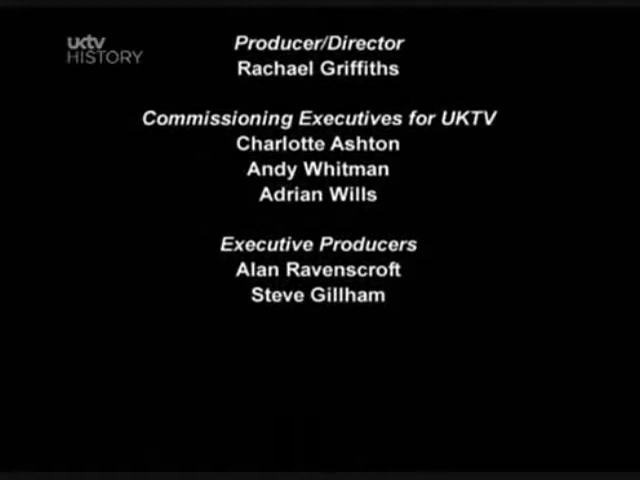 uktv
HISTORY
Producer/Director
Rachael Griffiths
Commissioning Executives for UKTV
Charlotte Ashton
Andy Whitman
Adrian Wills
Executive Producers
Alan Ravenscroft
Steve Gillham